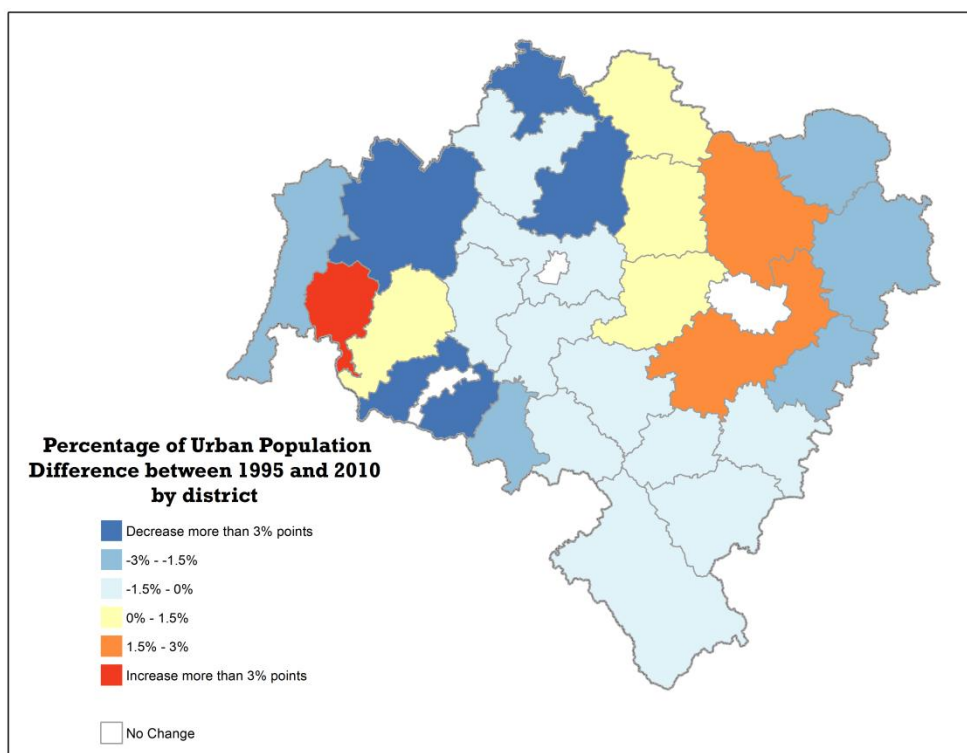 Percentage of Urban Population
Difference between 1995 and 2010
by district
Decrease more than 3% points
-3% - -1.5%
-1.5% - 0%
0% - 1.5%
1.5% - 3%
Increase more than 3% points
No Change